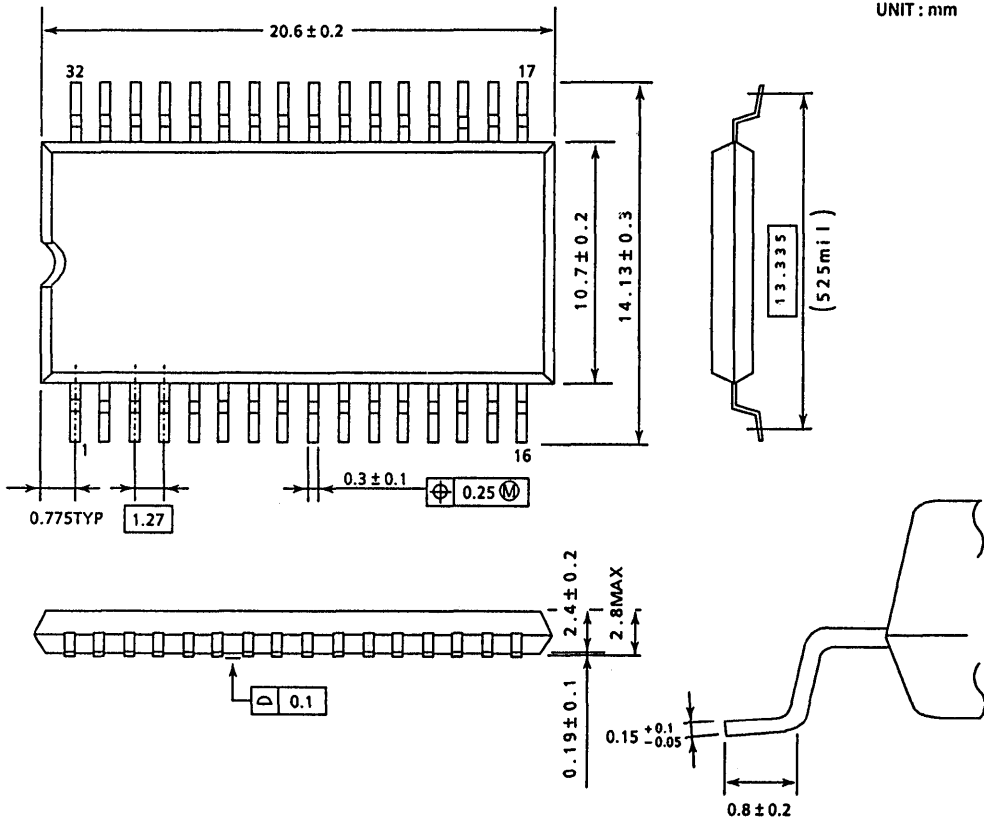 UNIT : mm
20.6 ± 0.2
32
17
10.7 ± 0.2
14.13 ± 0.3
13.335
(525mil)
1
16
0.775TYP
1.27
0.3 ± 0.1
⌖ 0.25 Ⓜ
2.4 ± 0.2
2.8MAX
0.19 ± 0.1
0.1
0.15 +0.1 −0.05
0.8 ± 0.2